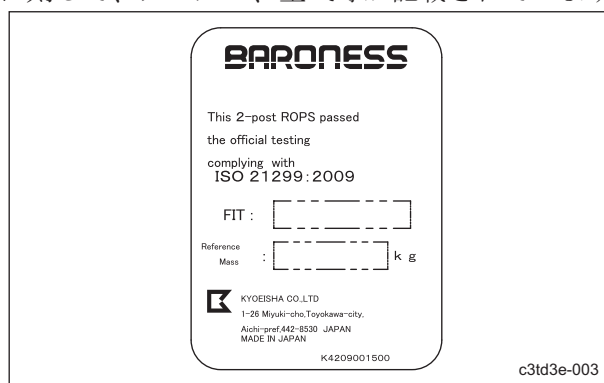 BARONESS
This 2-post ROPS passed
the official testing
complying with
ISO 21299:2009
FIT :
Reference
Mass : kg
KYOEISHA CO.,LTD
1-26 Miyuki-cho,Toyokawa-city,
Aichi-pref,442-8530 JAPAN
MADE IN JAPAN
K4209001500
c3td3e-003